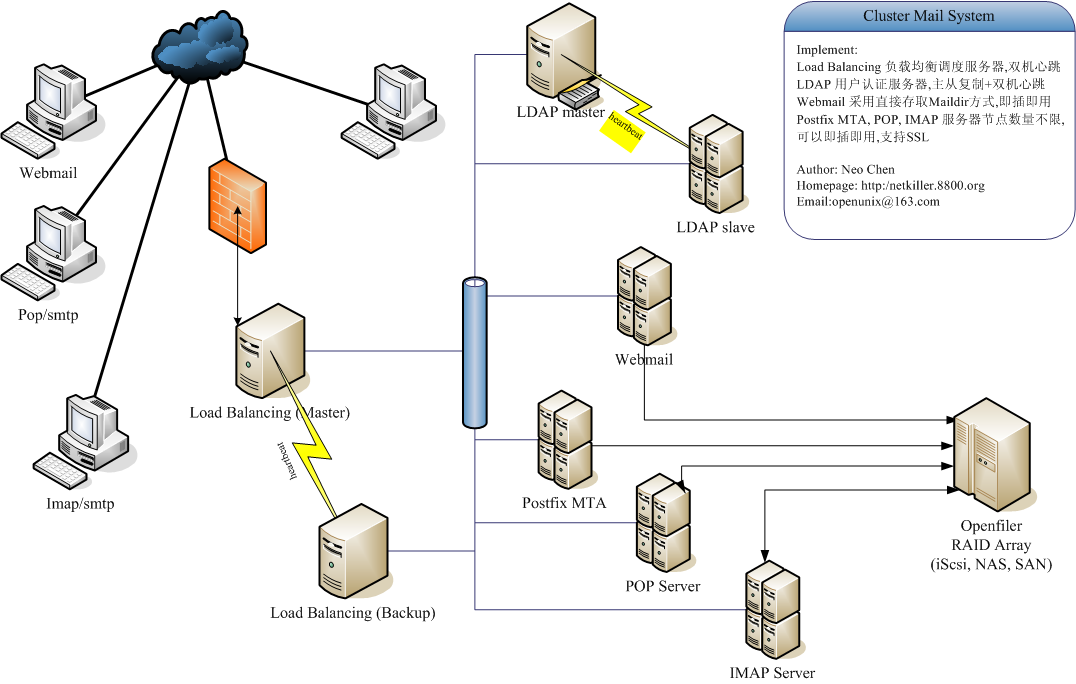 Cluster Mail System
Implement:
Load Balancing 负载均衡调度服务器,双机心跳
LDAP 用户认证服务器,主从复制+双机心跳
Webmail 采用直接存取Maildir方式,即插即用
Postfix MTA, POP, IMAP 服务器节点数量不限,
可以即插即用,支持SSL
Author: Neo Chen
Homepage: http:/netkiller.8800.org
Email:openunix@163.com
LDAP master
heartbeat
LDAP slave
Webmail
Pop/smtp
Imap/smtp
Load Balancing (Master)
heartbeat
Load Balancing (Backup)
Webmail
Postfix MTA
POP Server
IMAP Server
Openfiler
RAID Array
(iScsi, NAS, SAN)